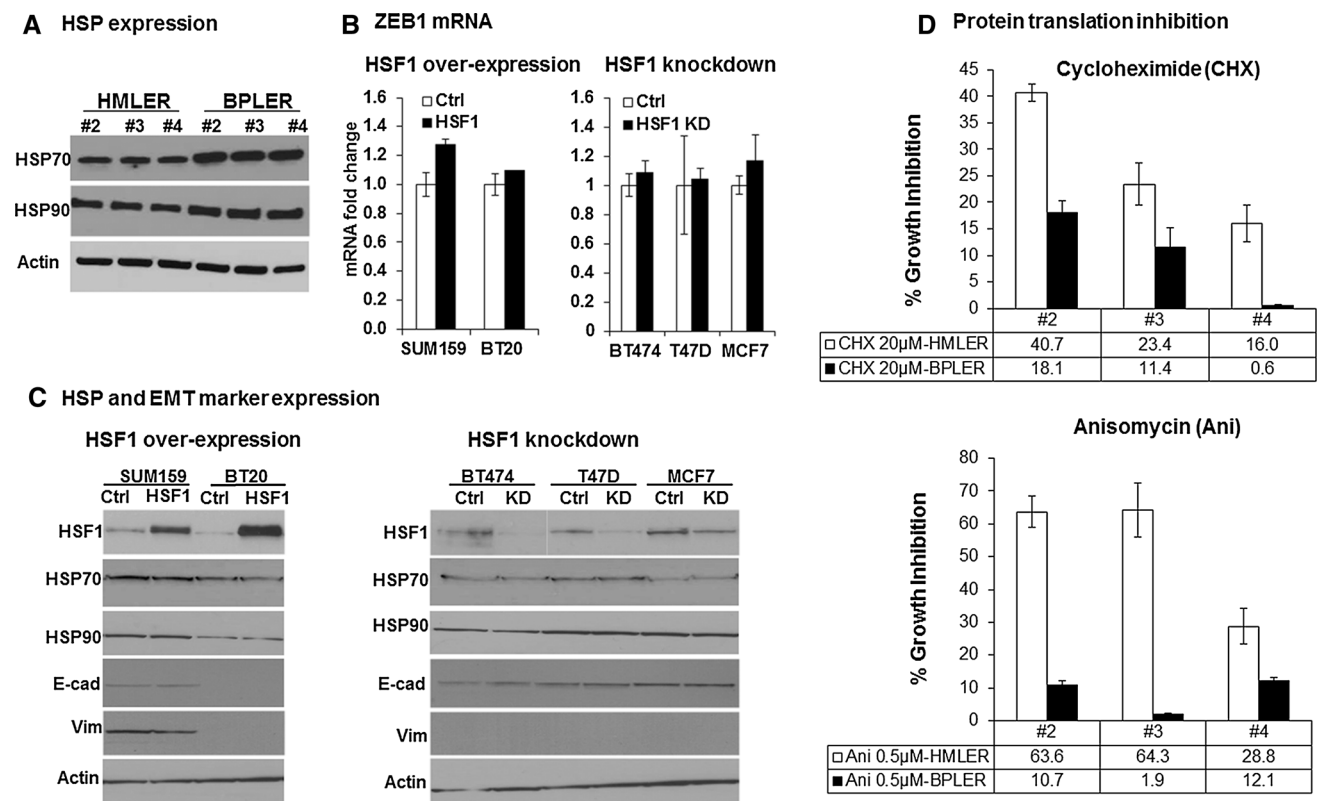 A HSP expression
HMLER BPLER
#2 #3 #4 #2 #3 #4
HSP70
HSP90
Actin
B ZEB1 mRNA
HSF1 over-expression
mRNA fold change
1.6
1.4
1.2
1.0
0.8
0.6
0.4
0.2
0.0
Ctrl
HSF1
SUM159 BT20
HSF1 knockdown
1.6
1.4
1.2
1
0.8
0.6
0.4
0.2
0
Ctrl
HSF1 KD
BT474 T47D MCF7
C HSP and EMT marker expression
HSF1 over-expression
SUM159 BT20
Ctrl HSF1 Ctrl HSF1
HSF1
HSP70
HSP90
E-cad
Vim
Actin
HSF1 knockdown
BT474 T47D MCF7
Ctrl KD Ctrl KD Ctrl KD
HSF1
HSP70
HSP90
E-cad
Vim
Actin
D Protein translation inhibition
Cycloheximide (CHX)
% Growth Inhibition
45
40
35
30
25
20
15
10
5
0
#2 #3 #4
CHX 20µM-HMLER 40.7 23.4 16.0
CHX 20µM-BPLER 18.1 11.4 0.6
Anisomycin (Ani)
% Growth Inhibition
80
70
60
50
40
30
20
10
0
#2 #3 #4
Ani 0.5µM-HMLER 63.6 64.3 28.8
Ani 0.5µM-BPLER 10.7 1.9 12.1